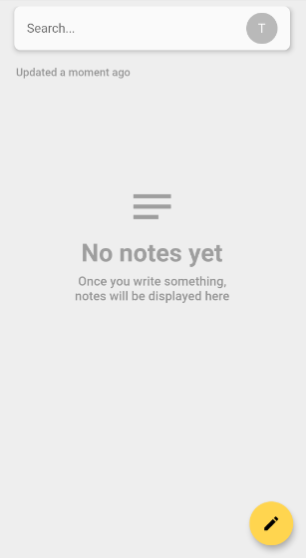 Search...
T
Updated a moment ago
No notes yet
Once you write something,
notes will be displayed here